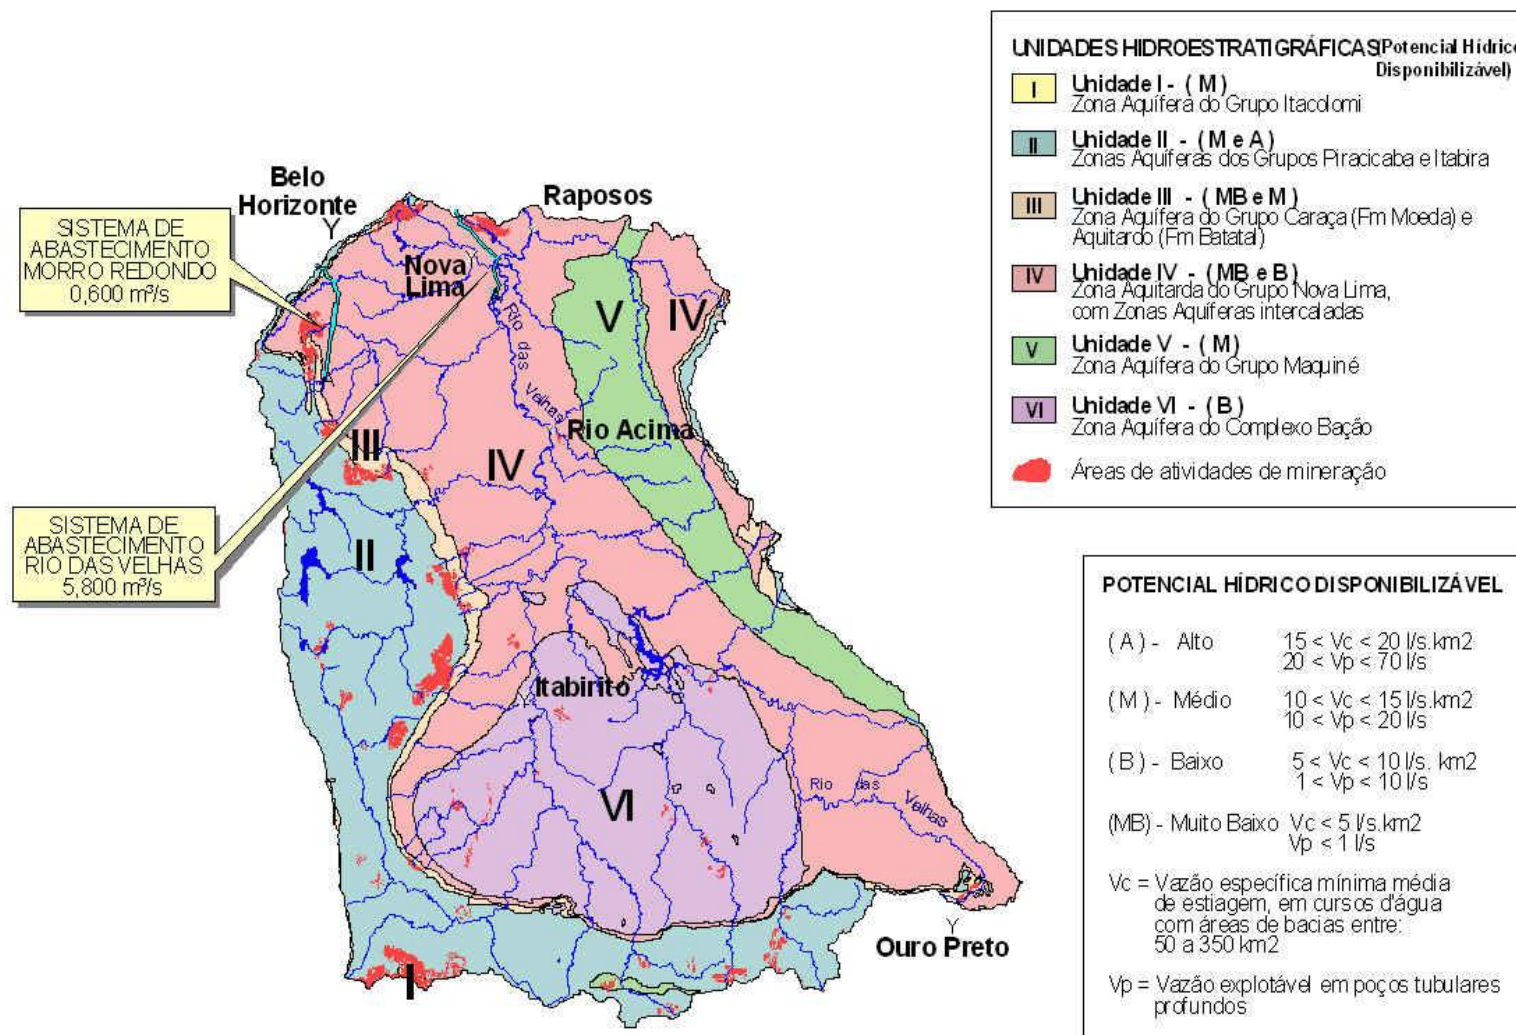 UNIDADES HIDROESTRATIGRÁFICAS (Potencial Hídrico
Disponibilizável)
I
Unidade I - ( M )
Zona Aquífera do Grupo Itacolomi
II
Unidade II - ( M e A )
Zonas Aquíferas dos Grupos Piracicaba e Itabira
III
Unidade III - ( MB e M )
Zona Aquífera do Grupo Caraça (Fm Moeda) e
Aquitardo (Fm Batatal)
IV
Unidade IV - (MB e B )
Zona Aquitarda do Grupo Nova Lima,
com Zonas Aquíferas intercaladas
V
Unidade V - ( M )
Zona Aquífera do Grupo Maquiné
VI
Unidade VI - ( B )
Zona Aquífera do Complexo Bação
Áreas de atividades de mineração
Belo
Horizonte
Raposos
SISTEMA DE
ABASTECIMENTO
MORRO REDONDO
0,600 m³/s
Nova
Lima
V
IV
Rio das Velhas
Rio Acima
III
IV
SISTEMA DE
ABASTECIMENTO
RIO DAS VELHAS
5,800 m³/s
II
Itabirito
VI
Rio das Velhas
Ouro Preto
I
POTENCIAL HÍDRICO DISPONIBILIZÁVEL
( A ) - Alto 15 < Vc < 20 l/s.km2
20 < Vp < 70 l/s
( M ) - Médio 10 < Vc < 15 l/s.km2
10 < Vp < 20 l/s
( B ) - Baixo 5 < Vc < 10 l/s. km2
1 < Vp < 10 l/s
(MB) - Muito Baixo Vc < 5 l/s.km2
Vp < 1 l/s
Vc = Vazão específica mínima média
de estiagem, em cursos d'água
com áreas de bacias entre:
50 a 350 km2
Vp = Vazão explotável em poços tubulares
profundos